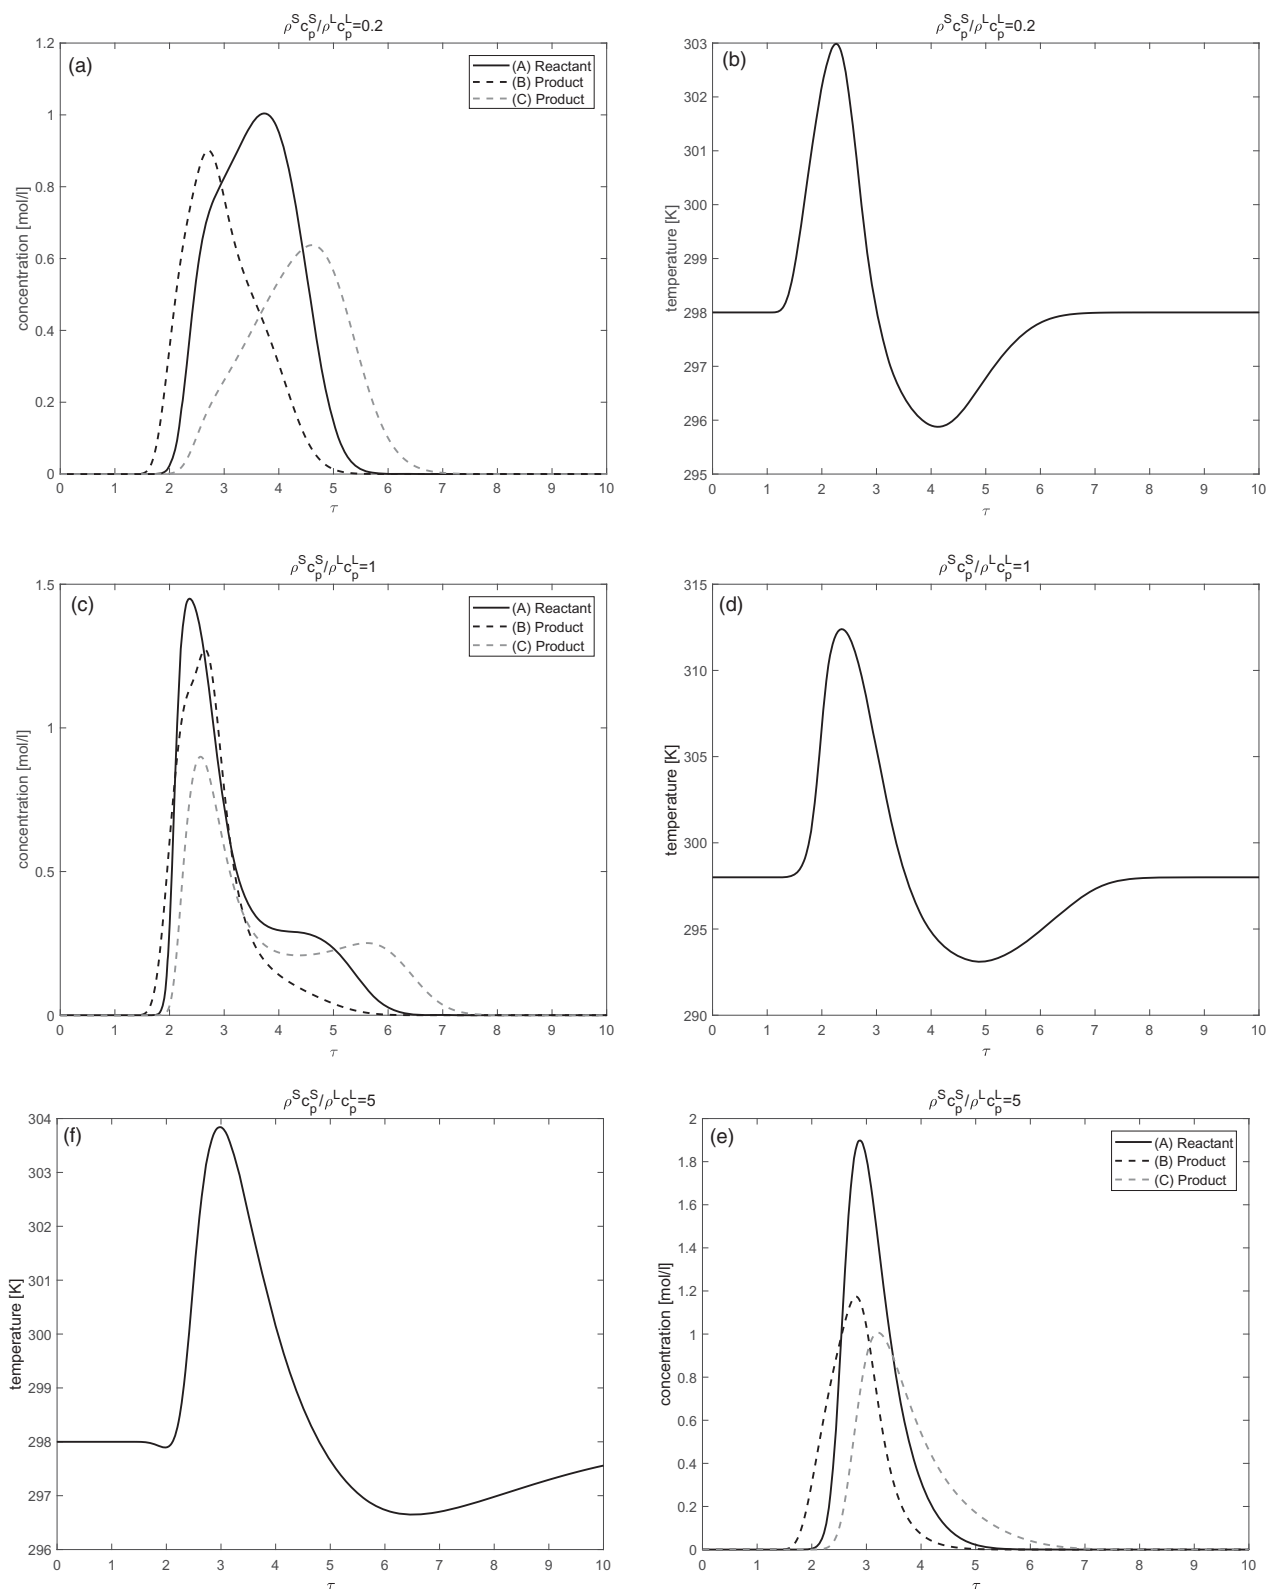 ρ^S c_p^S/ρ^L c_p^L=0.2
(a)
(A) Reactant
(B) Product
(C) Product
concentration [mol/l]
1.2
1
0.8
0.6
0.4
0.2
0
0 1 2 3 4 5 6 7 8 9 10
τ
ρ^S c_p^S/ρ^L c_p^L=0.2
(b)
temperature [K]
303
302
301
300
299
298
297
296
295
0 1 2 3 4 5 6 7 8 9 10
τ
ρ^S c_p^S/ρ^L c_p^L=1
(c)
(A) Reactant
(B) Product
(C) Product
concentration [mol/l]
1.5
1
0.5
0
0 1 2 3 4 5 6 7 8 9 10
τ
ρ^S c_p^S/ρ^L c_p^L=1
(d)
temperature [K]
315
310
305
300
295
290
0 1 2 3 4 5 6 7 8 9 10
τ
ρ^S c_p^S/ρ^L c_p^L=5
(f)
temperature [K]
304
303
302
301
300
299
298
297
296
0 1 2 3 4 5 6 7 8 9 10
τ
ρ^S c_p^S/ρ^L c_p^L=5
(e)
(A) Reactant
(B) Product
(C) Product
concentration [mol/l]
2
1.8
1.6
1.4
1.2
1
0.8
0.6
0.4
0.2
0
0 1 2 3 4 5 6 7 8 9 10
τ